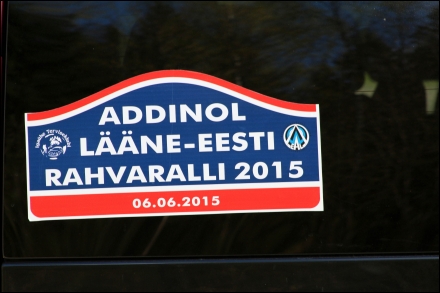 ADDINOL
LÄÄNE-EESTI
RAHVARALLI 2015
06.06.2015